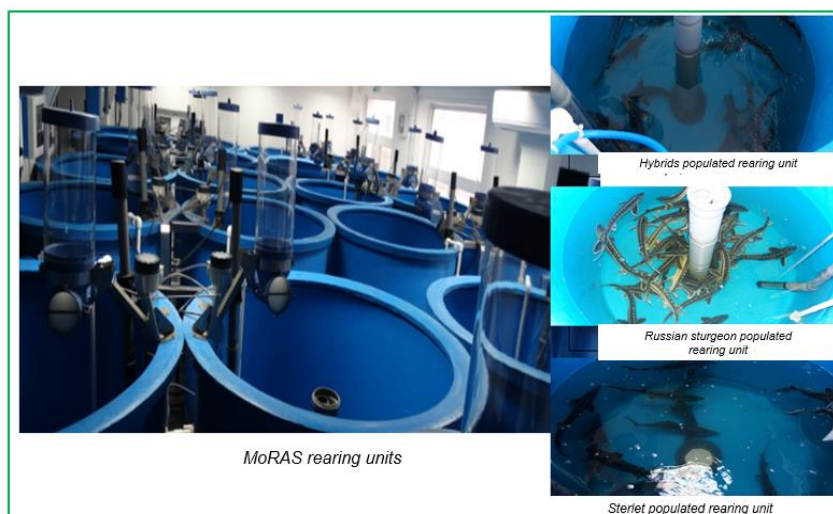 MoRAS rearing units
Hybrids populated rearing unit
Russian sturgeon populated
rearing unit
Sterlet populated rearing unit